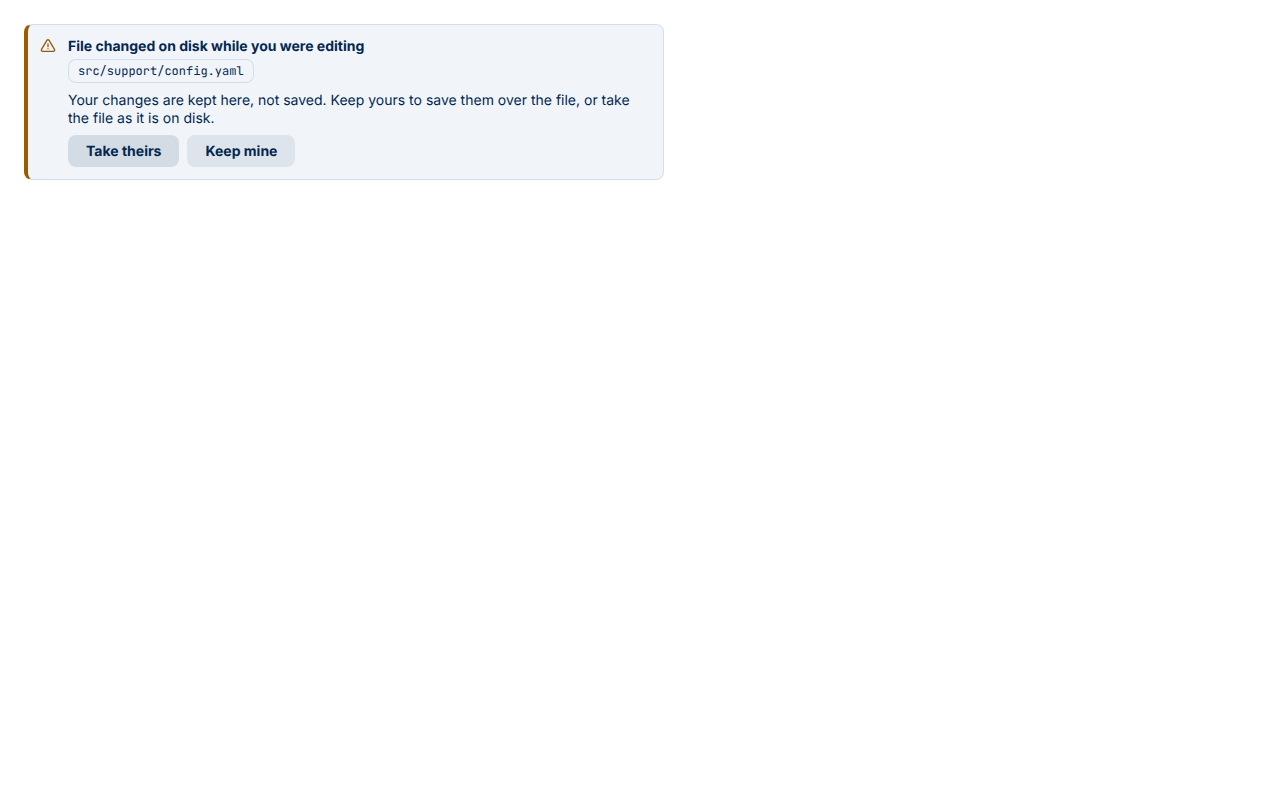 File changed on disk while you were editing
src/support/config.yaml
Your changes are kept here, not saved. Keep yours to save them over the file, or take
the file as it is on disk.
Take theirs
Keep mine